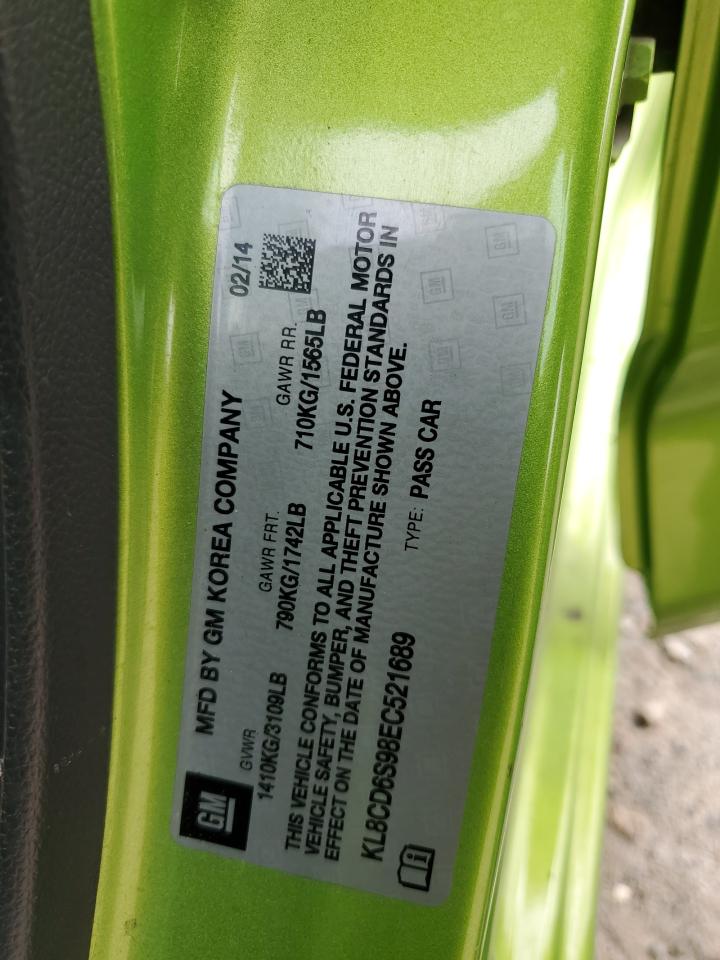 GM
MFD BY GM KOREA COMPANY
02/14
GVWR
GAWR FRT.
GAWR RR.
1410KG/3109LB
790KG/1742LB
710KG/1565LB
THIS VEHICLE CONFORMS TO ALL APPLICABLE U.S. FEDERAL MOTOR
VEHICLE SAFETY, BUMPER, AND THEFT PREVENTION STANDARDS IN
EFFECT ON THE DATE OF MANUFACTURE SHOWN ABOVE.
KL8CD6S98EC521689
TYPE: PASS CAR